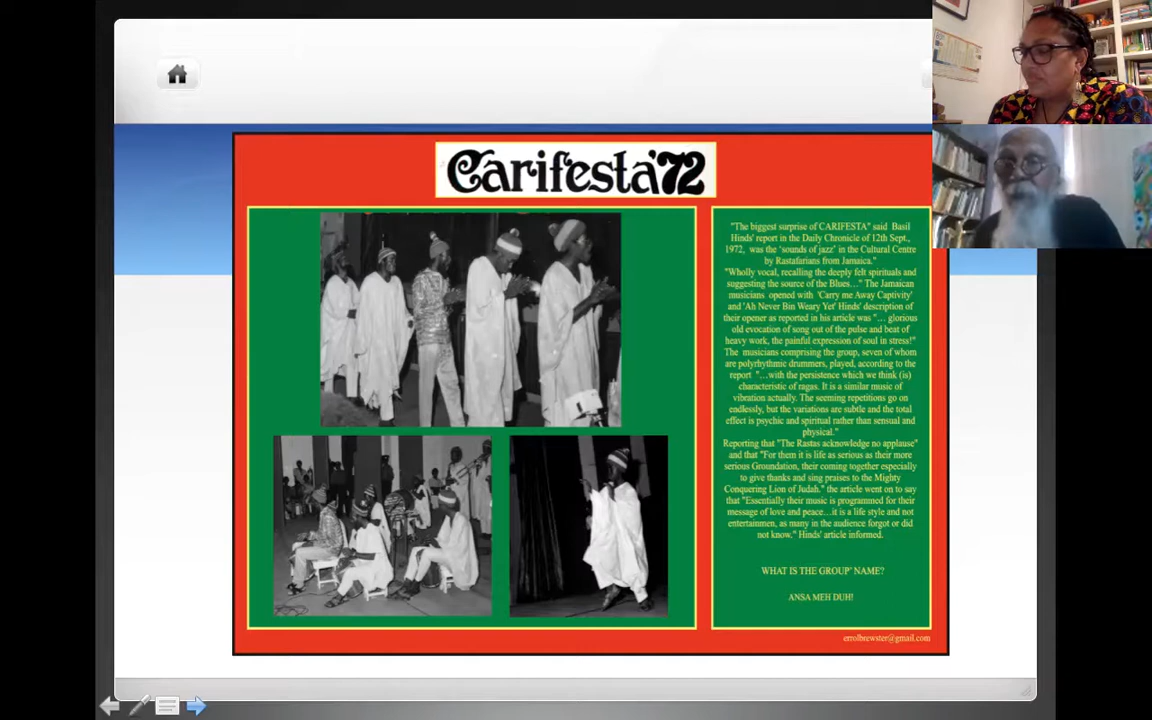 Carifesta'72
"The biggest surprise of CARIFESTA" said Basil
Hinds' report in the Daily Chronicle of 12th Sept.,
1972, was the 'sounds of jazz' in the Cultural Centre
by Rastafarians from Jamaica."
"Wholly vocal, recalling the deeply felt spirituals and
suggesting the source of the Blues…" The Jamaican
musicians opened with 'Carry me Away Captivity'
and 'Ah Never Bin Weary Yet' Hinds' description of
their opener as reported in his article was "… glorious
old evocation of song out of the pulse and beat of
heavy work, the painful expression of soul in stress!"
The musicians comprising the group, seven of whom
are polyrhythmic drummers, played, according to the
report "…with the persistence which we think (is)
characteristic of ragas. It is a similar music of
vibration actually. The seeming repetitions go on
endlessly, but the variations are subtle and the total
effect is psychic and spiritual rather than sensual and
physical."
Reporting that "The Rastas acknowledge no applause"
and that "For them it is life as serious as their more
serious Groundation, their coming together especially
to give thanks and sing praises to the Mighty
Conquering Lion of Judah." the article went on to say
that "Essentially their music is programmed for their
message of love and peace…it is a life style and not
entertainmen, as many in the audience forgot or did
not know." Hinds' article informed.
WHAT IS THE GROUP' NAME?
ANSA MEH DUH!
errolbrewster@gmail.com